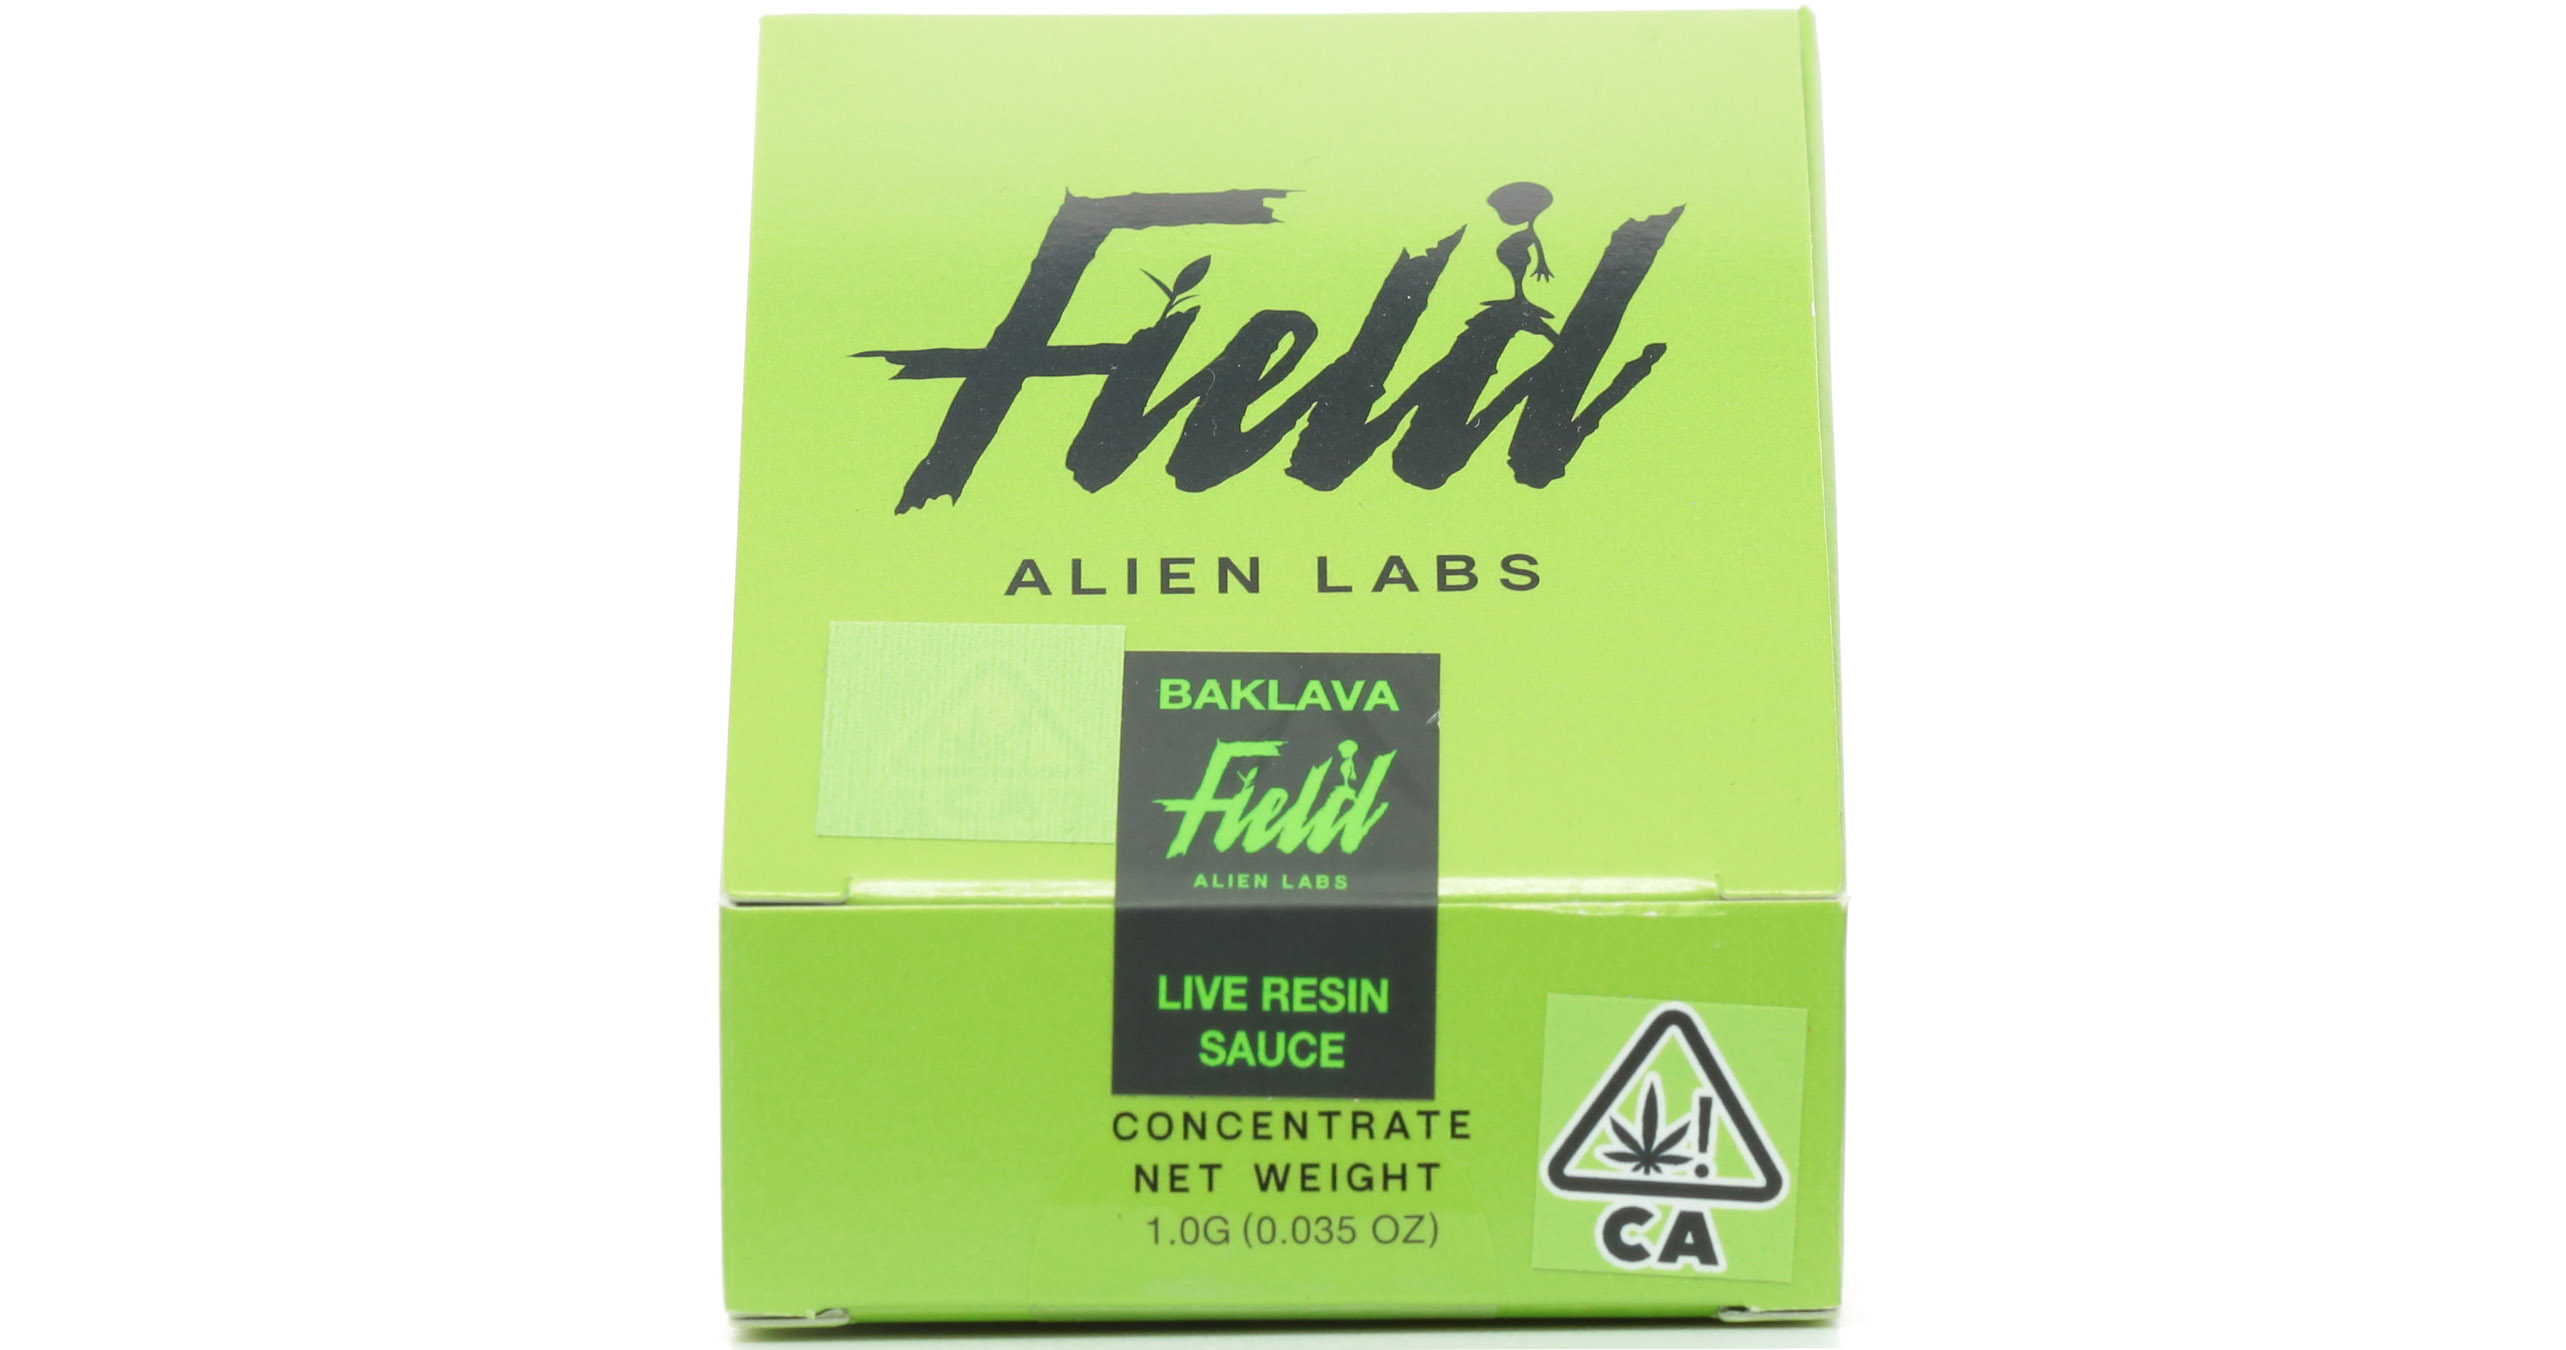 Field
ALIEN LABS
BAKLAVA
Field
ALIEN LABS
LIVE RESIN
SAUCE
CONCENTRATE
NET WEIGHT
1.0G (0.035 OZ)
!
CA